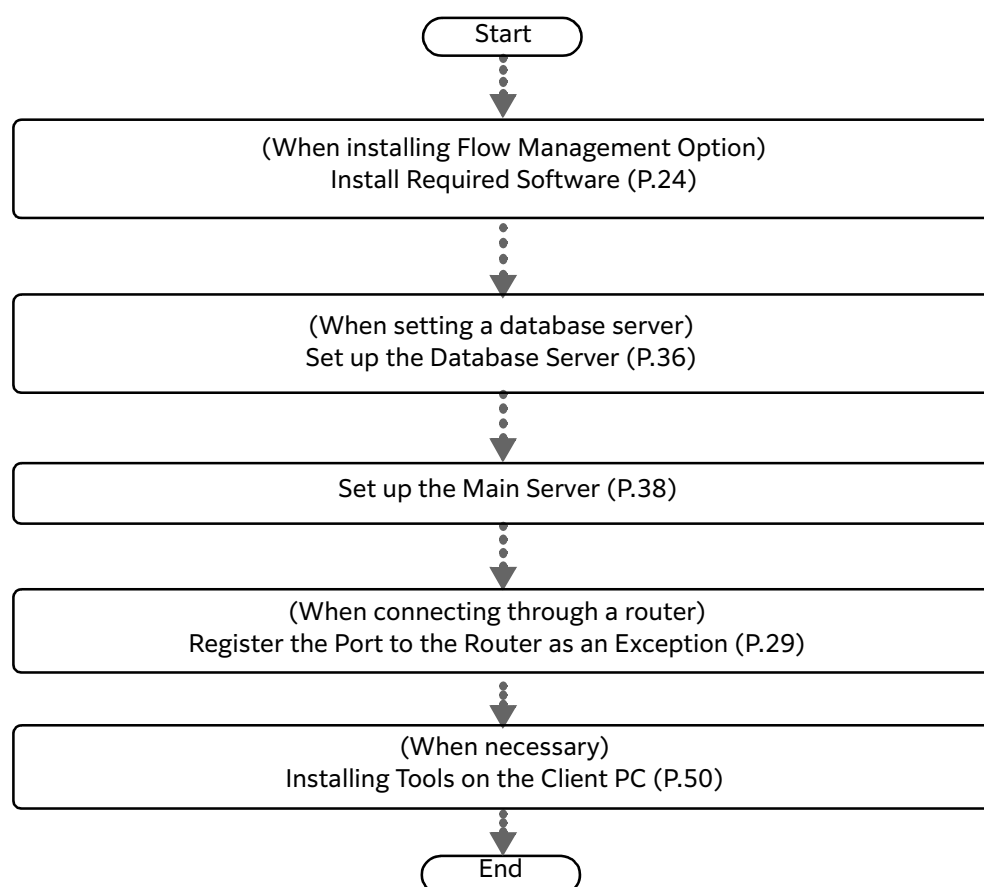 Start
(When installing Flow Management Option)
Install Required Software (P.24)
(When setting a database server)
Set up the Database Server (P.36)
Set up the Main Server (P.38)
(When connecting through a router)
Register the Port to the Router as an Exception (P.29)
(When necessary)
Installing Tools on the Client PC (P.50)
End